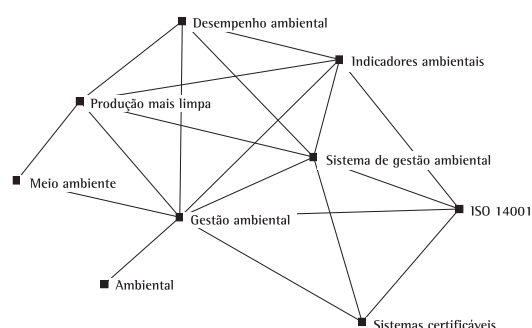 Desempenho ambiental
Indicadores ambientais
Produção mais limpa
Sistema de gestão ambiental
Meio ambiente
ISO 14001
Gestão ambiental
Ambiental
Sistemas certificáveis